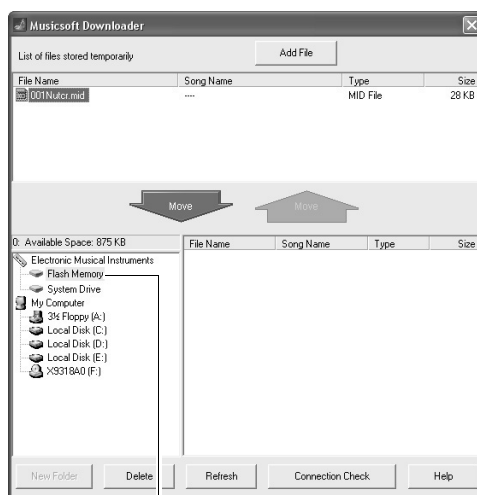 Musicsoft Downloader
List of files stored temporarily
Add File
File Name Song Name Type Size
001Nutcr.mid ---- MID File 28 KB
Move Move
0: Available Space: 875 KB
File Name Song Name Type Size
Electronic Musical Instruments
Flash Memory
System Drive
My Computer
3½ Floppy (A:)
Local Disk (C:)
Local Disk (D:)
Local Disk (E:)
X9318A0 (F:)
New Folder Delete Refresh Connection Check Help